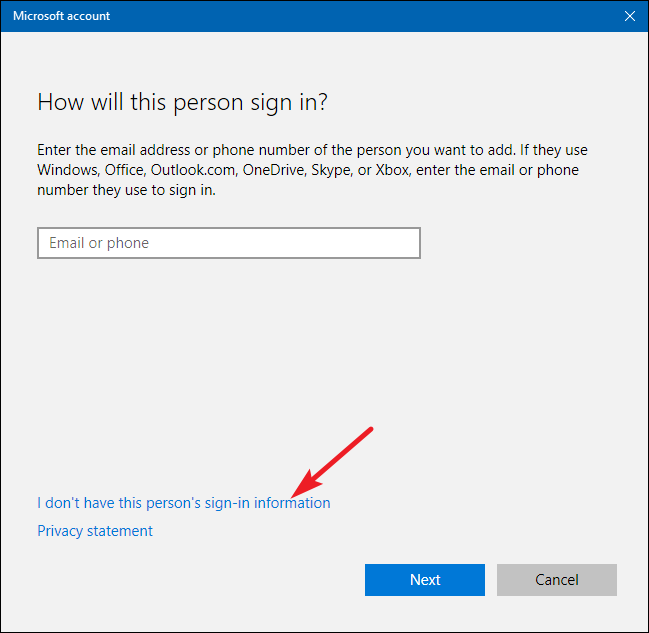 Microsoft account
How will this person sign in?
Enter the email address or phone number of the person you want to add. If they use
Windows, Office, Outlook.com, OneDrive, Skype, or Xbox, enter the email or phone
number they use to sign in.
Email or phone
I don't have this person's sign-in information
Privacy statement
Next
Cancel